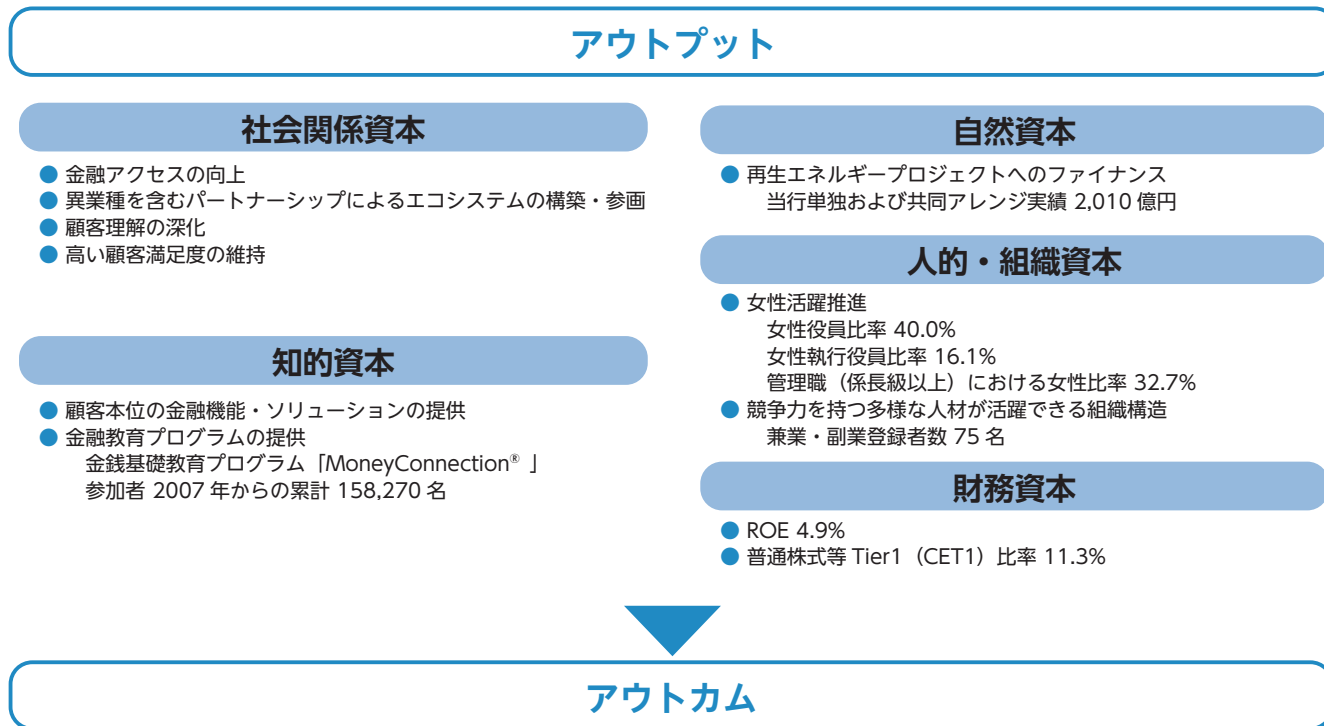 アウトプット
社会関係資本
● 金融アクセスの向上
● 異業種を含むパートナーシップによるエコシステムの構築・参画
● 顧客理解の深化
● 高い顧客満足度の維持
知的資本
● 顧客本位の金融機能・ソリューションの提供
● 金融教育プログラムの提供
金銭基礎教育プログラム「MoneyConnection® 」
参加者 2007 年からの累計 158,270 名
自然資本
● 再生エネルギープロジェクトへのファイナンス
当行単独および共同アレンジ実績 2,010 億円
人的・組織資本
● 女性活躍推進
女性役員比率 40.0%
女性執行役員比率 16.1%
管理職（係長級以上）における女性比率 32.7%
● 競争力を持つ多様な人材が活躍できる組織構造
兼業・副業登録者数 75 名
財務資本
● ROE 4.9%
● 普通株式等 Tier1（CET1）比率 11.3%
アウトカム